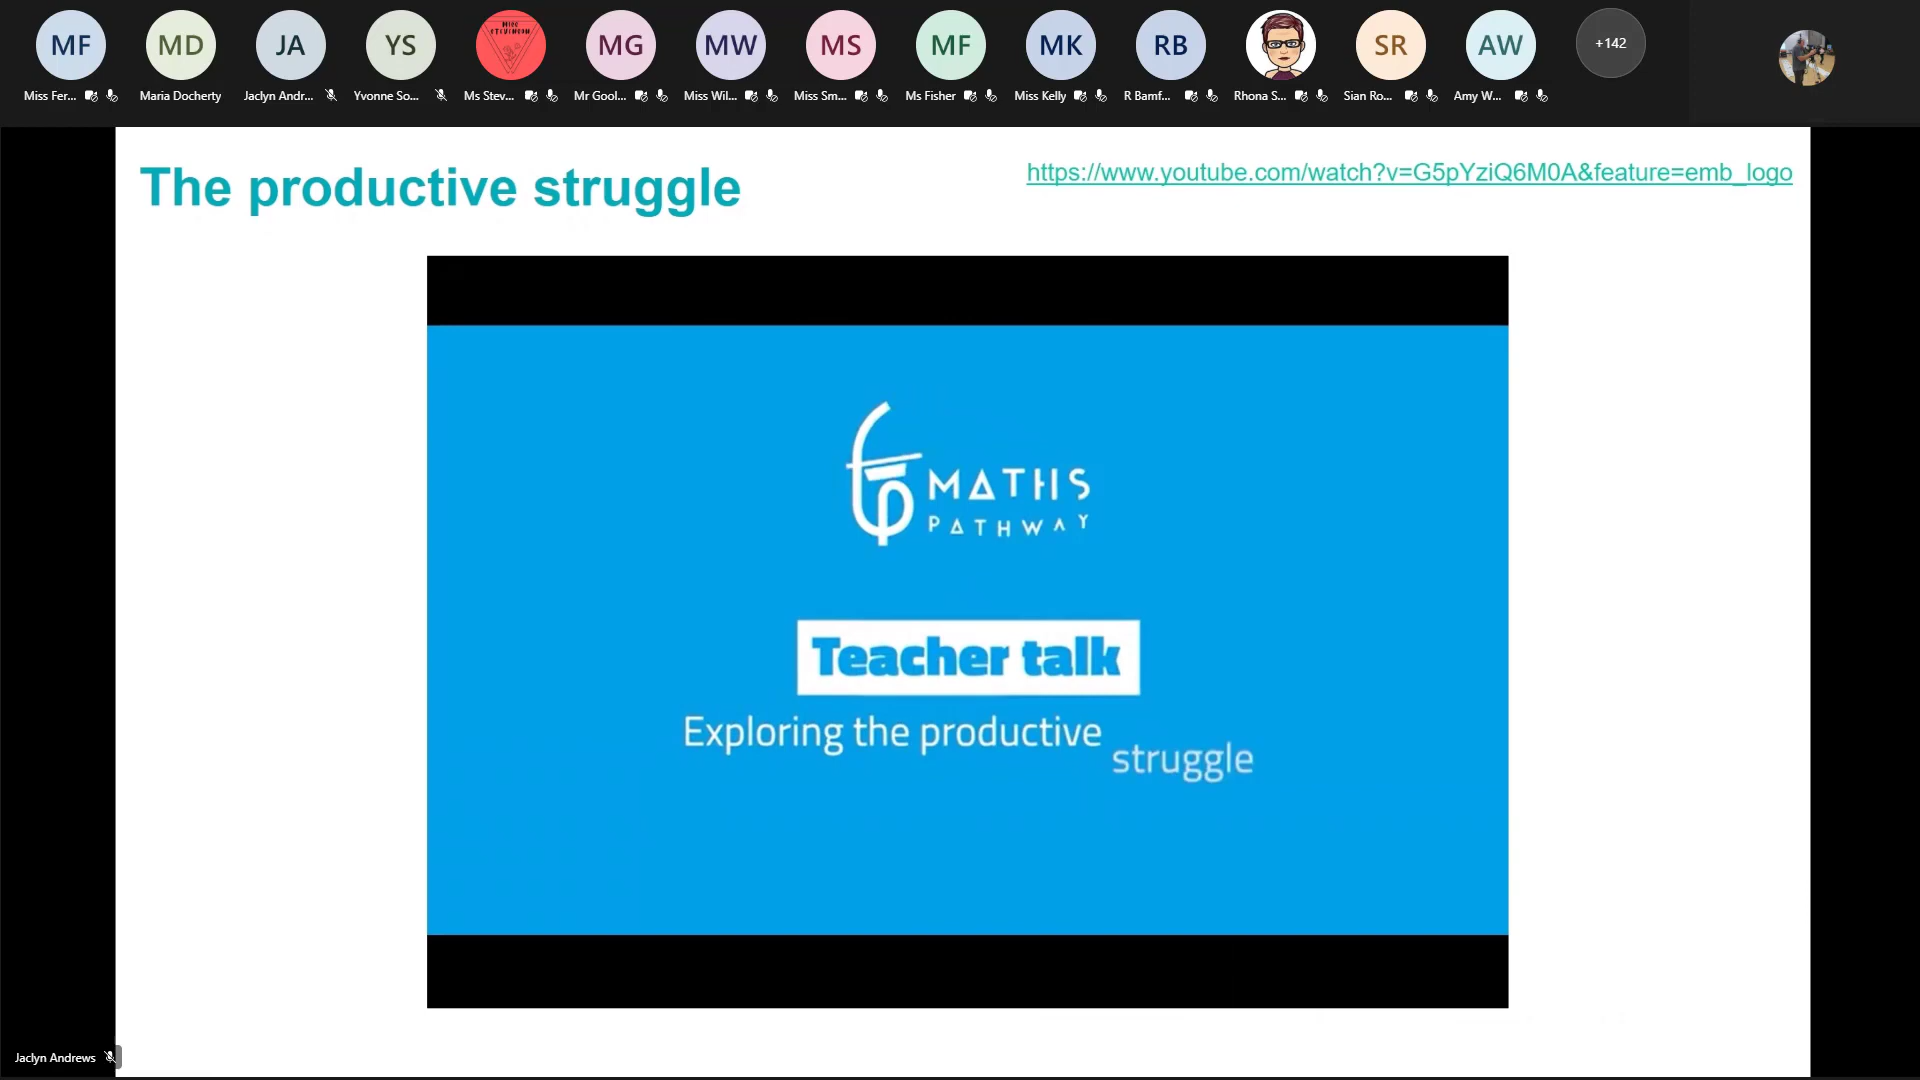 MF MD JA YS MG MW MS MF MK RB SR AW +142
Miss Fer... Maria Docherty Jaclyn Andr... Yvonne So... Ms Stev... Mr Gool... Miss Wil... Miss Sm... Ms Fisher Miss Kelly R Bamf... Rhona S... Sian Ro... Amy W...
MISS
STEVENSON
The productive struggle
https://www.youtube.com/watch?v=G5pYziQ6M0A&feature=emb_logo
MATHS
PATHWAY
Teacher talk
Exploring the productive struggle
Jaclyn Andrews